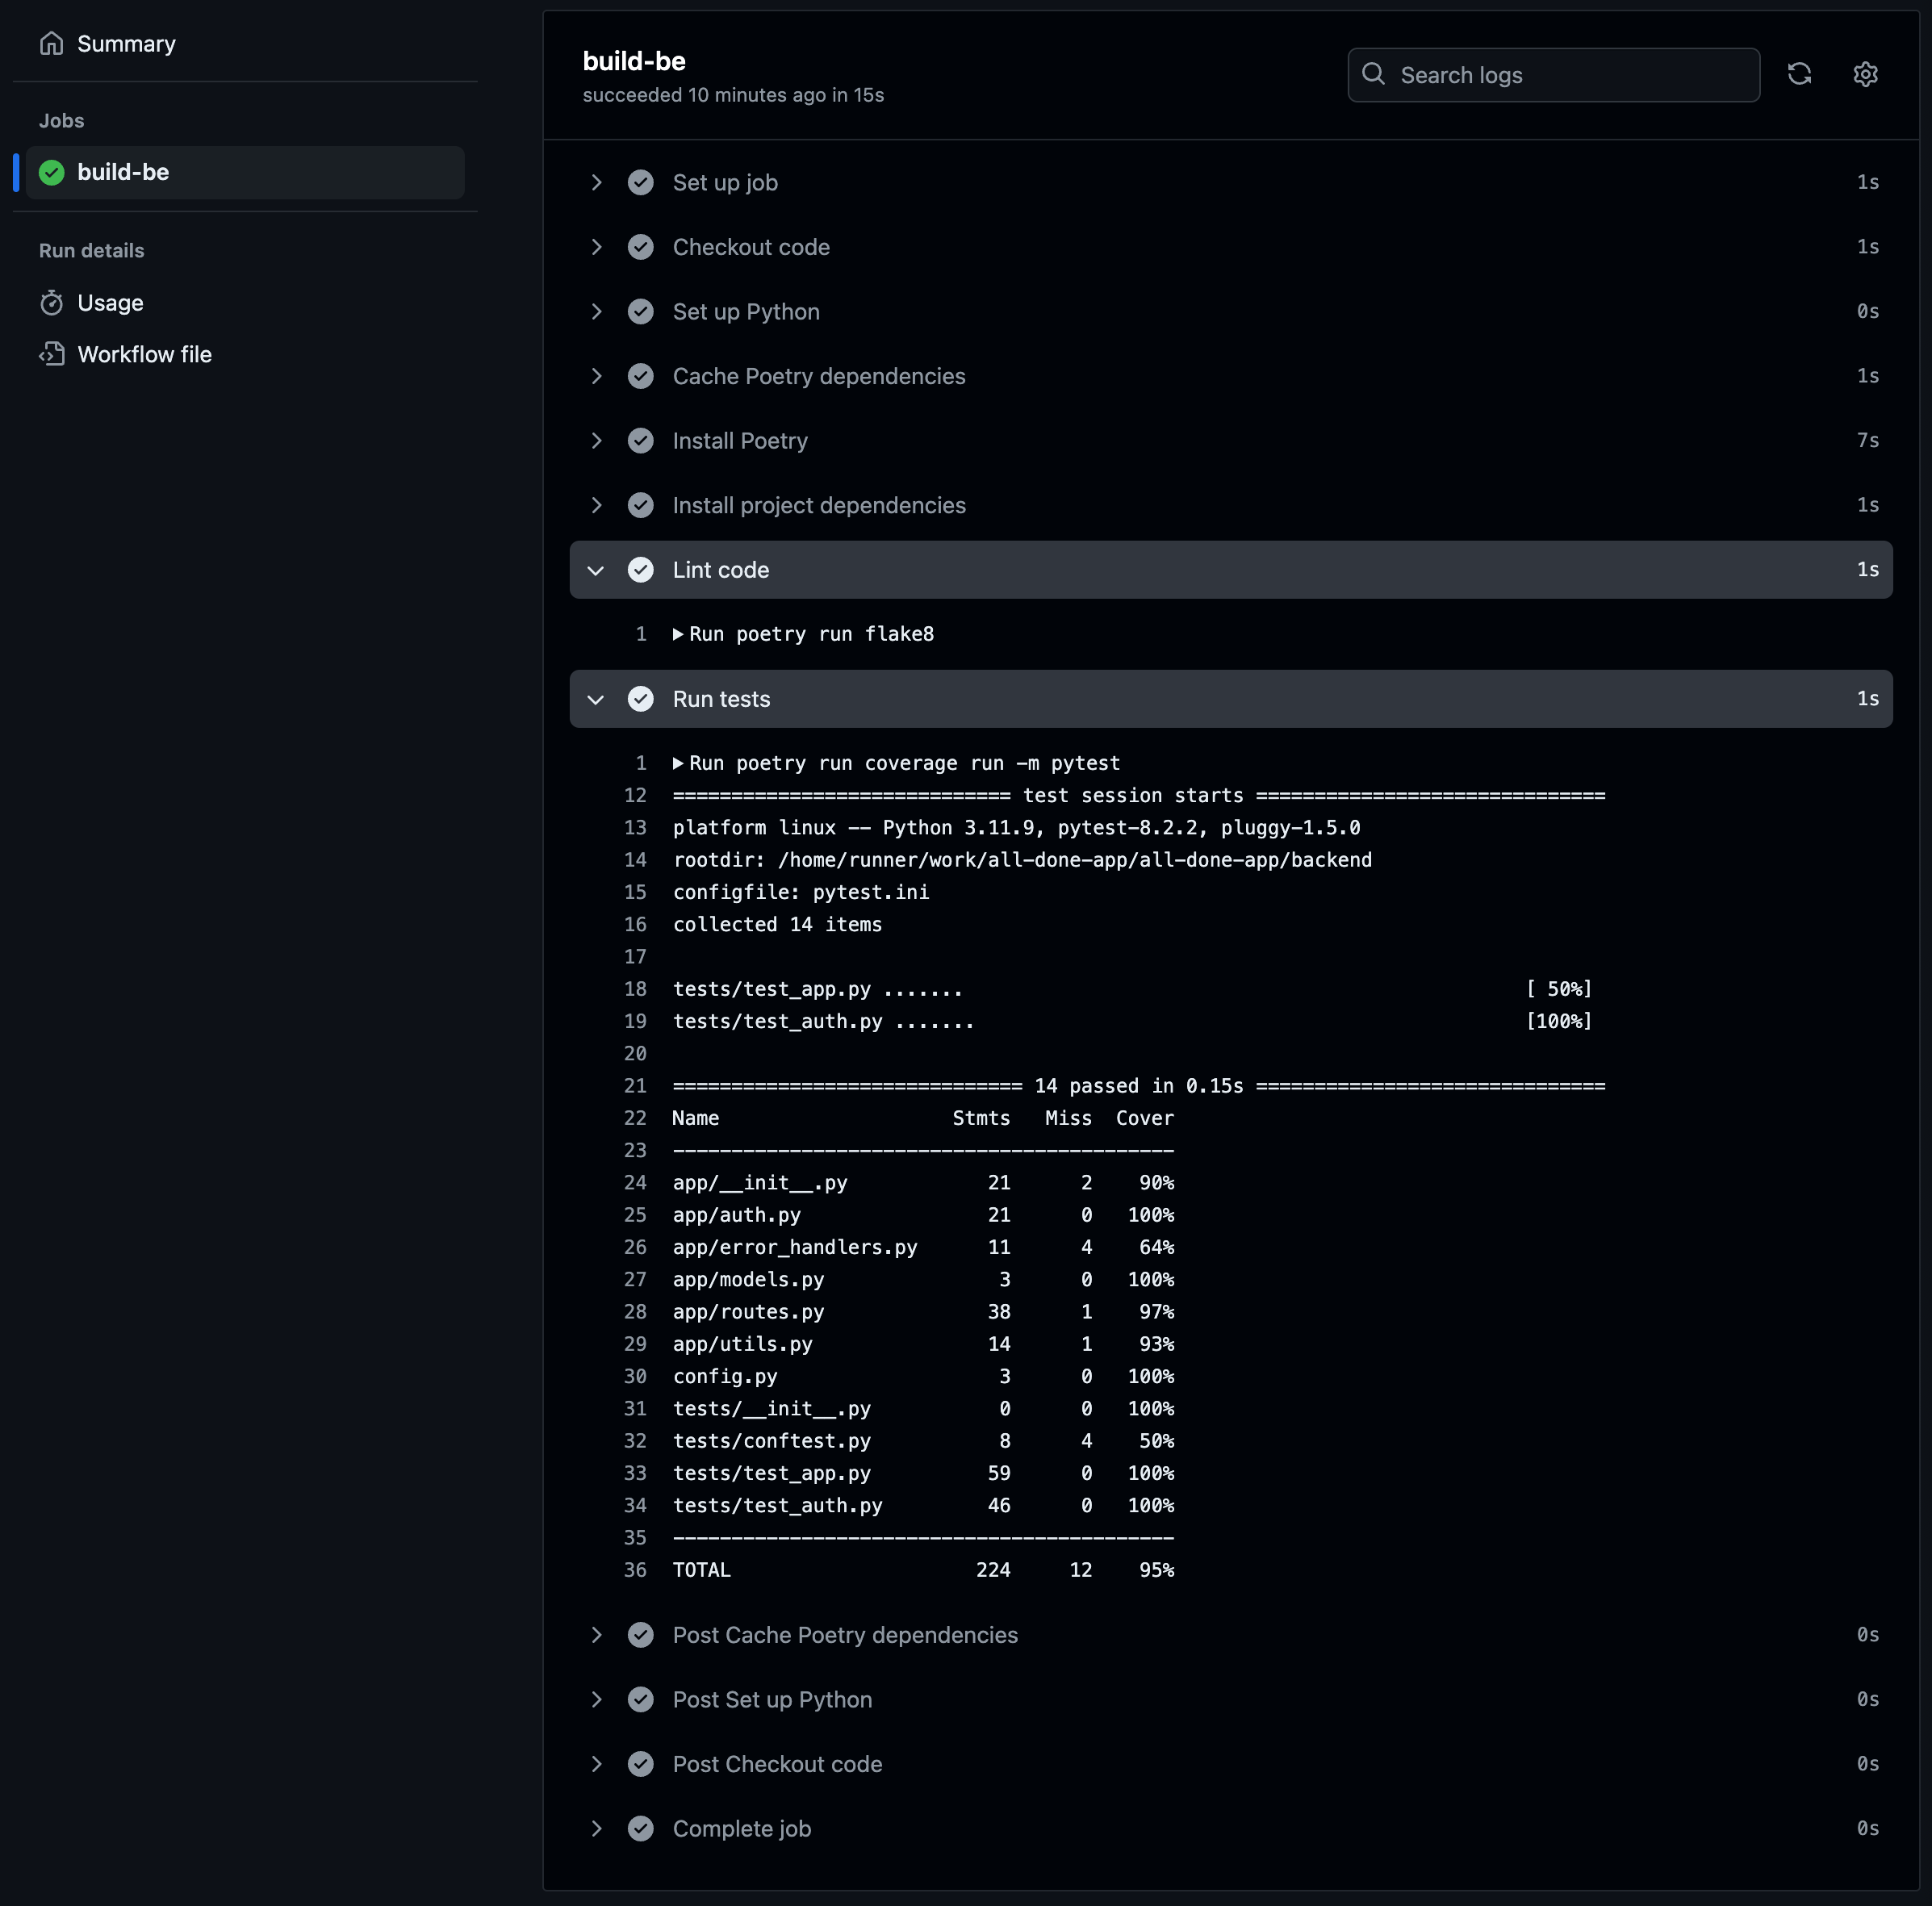 Summary
Jobs
build-be
Run details
Usage
Workflow file
build-be
succeeded 10 minutes ago in 15s
Search logs
Set up job 1s
Checkout code 1s
Set up Python 0s
Cache Poetry dependencies 1s
Install Poetry 7s
Install project dependencies 1s
Lint code 1s
1 ▶Run poetry run flake8
Run tests 1s
1 ▶Run poetry run coverage run -m pytest
12 ============================= test session starts ==============================
13 platform linux -- Python 3.11.9, pytest-8.2.2, pluggy-1.5.0
14 rootdir: /home/runner/work/all-done-app/all-done-app/backend
15 configfile: pytest.ini
16 collected 14 items
17
18 tests/test_app.py ....... [ 50%]
19 tests/test_auth.py ....... [100%]
20
21 ============================== 14 passed in 0.15s ==============================
22 Name Stmts Miss Cover
23 -------------------------------------------
24 app/__init__.py 21 2 90%
25 app/auth.py 21 0 100%
26 app/error_handlers.py 11 4 64%
27 app/models.py 3 0 100%
28 app/routes.py 38 1 97%
29 app/utils.py 14 1 93%
30 config.py 3 0 100%
31 tests/__init__.py 0 0 100%
32 tests/conftest.py 8 4 50%
33 tests/test_app.py 59 0 100%
34 tests/test_auth.py 46 0 100%
35 -------------------------------------------
36 TOTAL 224 12 95%
Post Cache Poetry dependencies 0s
Post Set up Python 0s
Post Checkout code 0s
Complete job 0s